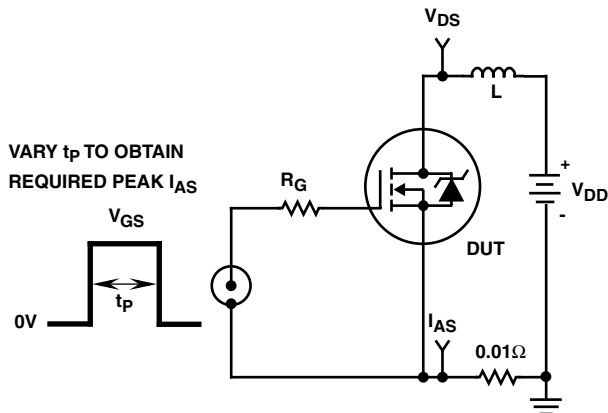 V_DS
L
VARY t_P TO OBTAIN
REQUIRED PEAK I_AS
R_G
+
V_DD
-
V_GS
DUT
t_P
0V
I_AS
0.01Ω